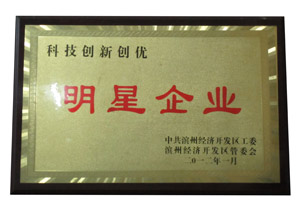 科技创新创优
明星企业
中共滨州经济开发区工委
滨州经济开发区管委会
二〇一二年一月